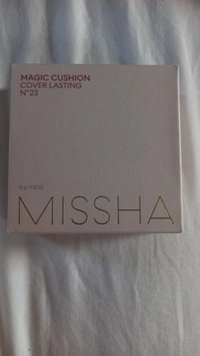 MAGIC CUSHION
COVER LASTING
N°23
MISSHA